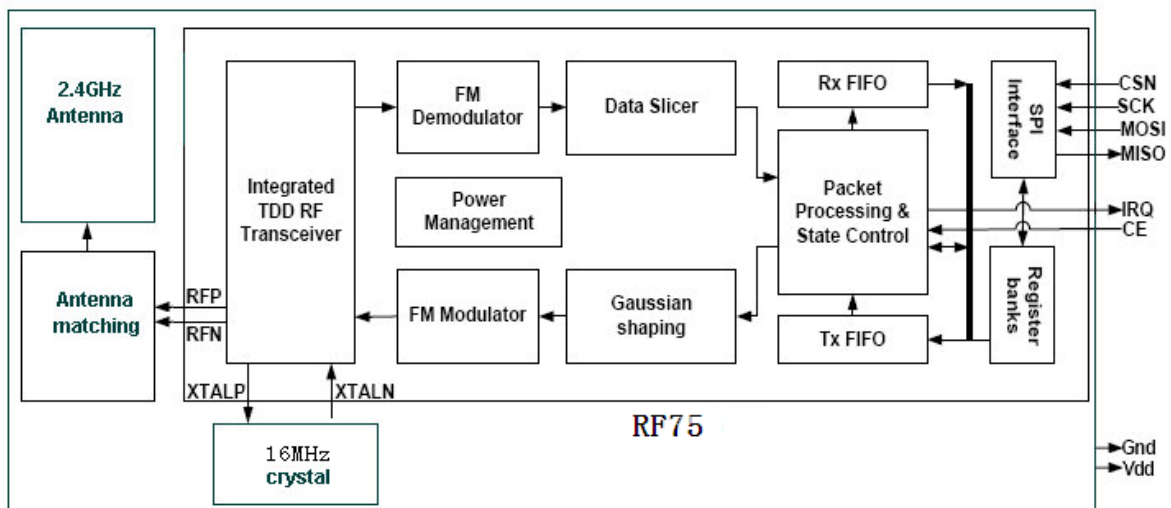 2.4GHz
Antenna
Antenna
matching
RFP
RFN
Integrated
TDD RF
Transceiver
XTALP
XTALN
16MHz
crystal
FM
Demodulator
Data Slicer
Power
Management
FM Modulator
Gaussian
shaping
Rx FIFO
Packet
Processing &
State Control
Tx FIFO
SPI
Interface
Register
banks
CSN
SCK
MOSI
MISO
IRQ
CE
RF75
Gnd
Vdd